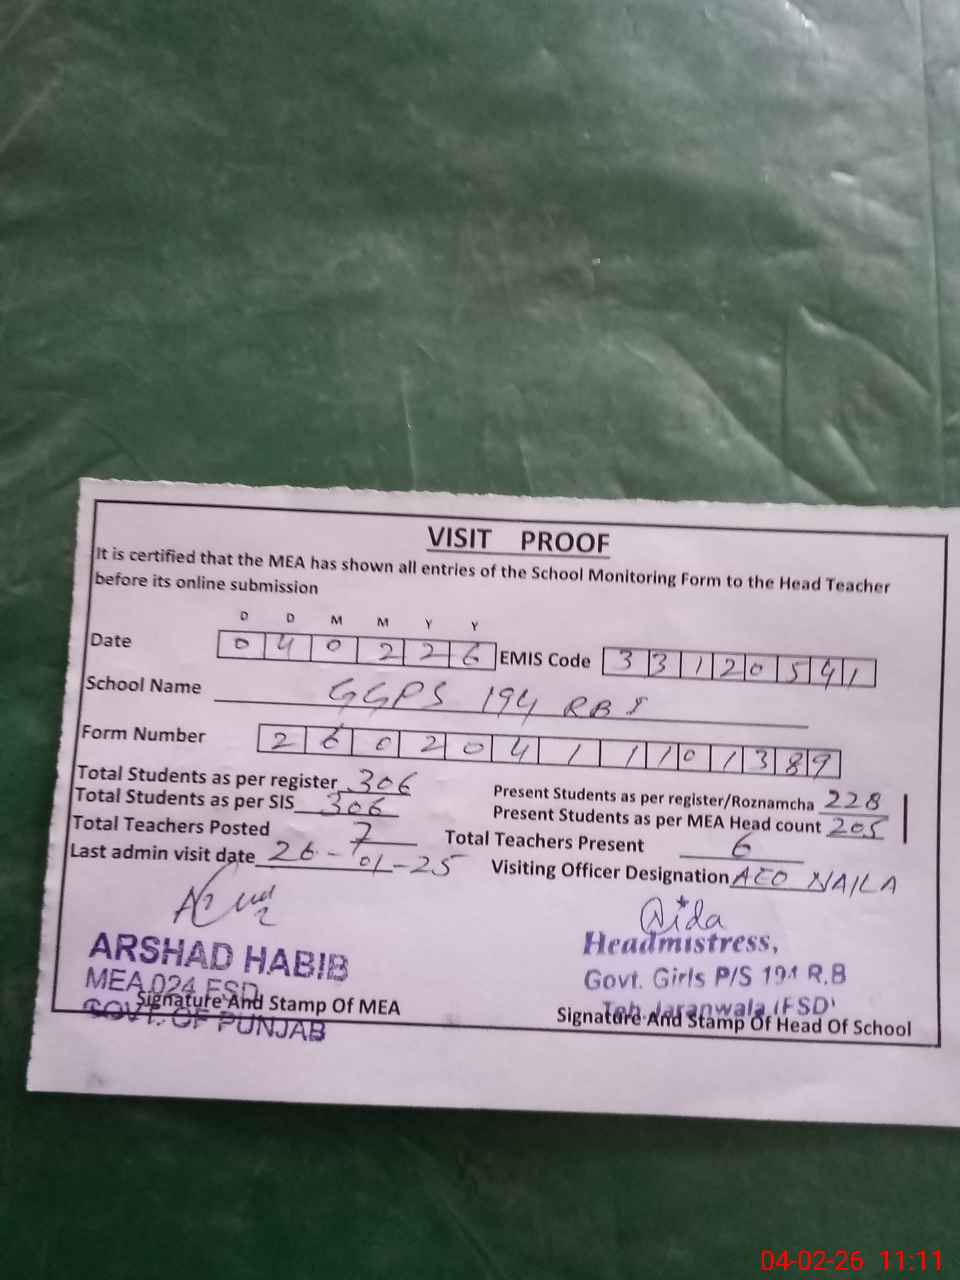 VISIT PROOF
It is certified that the MEA has shown all entries of the School Monitoring Form to the Head Teacher
before its online submission
D D M M Y Y
Date 0 4 0 2 2 6 EMIS Code 3 3 1 2 0 5 4 1
School Name GGPS 194 RB
Form Number 2 6 0 2 0 4 1 1 1 0 1 3 8 9
Total Students as per register 306
Present Students as per register/Roznamcha 228
Total Students as per SIS 306
Present Students as per MEA Head count 205
Total Teachers Posted 7 Total Teachers Present 6
Last admin visit date 26-01-25 Visiting Officer Designation AEO NAILA
ARSHAD HABIB
MEA 024 FSD
GOVT. OF PUNJAB
Signature And Stamp Of MEA
Headmistress,
Govt. Girls P/S 194 R.B
Teh. Jaranwala (FSD)
Signature And Stamp Of Head Of School
04-02-26 11:11